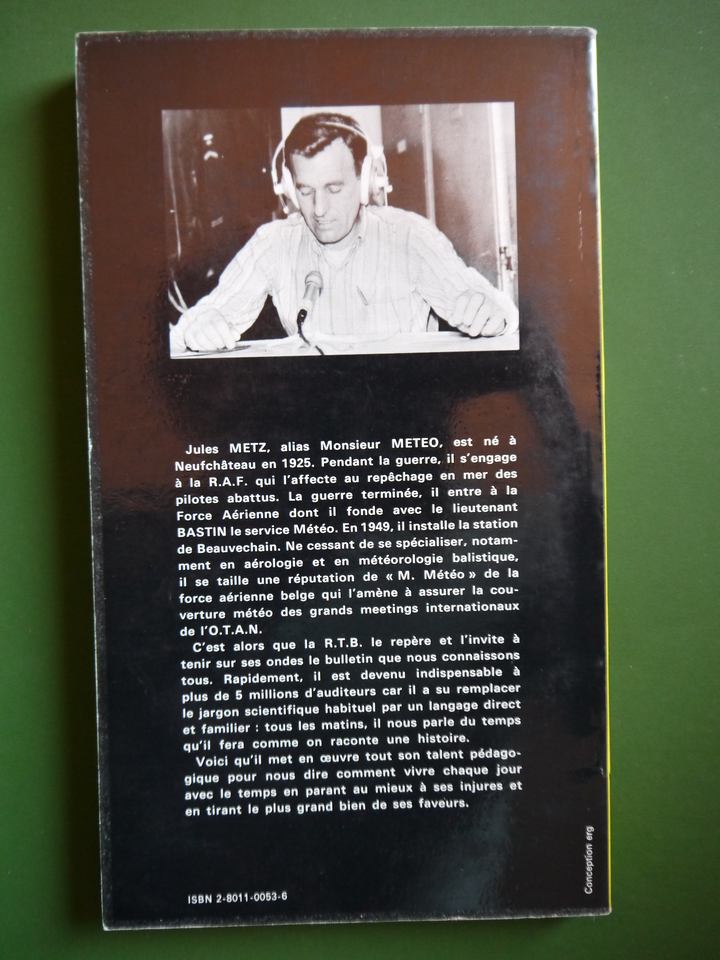 Jules METZ, alias Monsieur METEO, est né à
Neufchâteau en 1925. Pendant la guerre, il s'engage
à la R.A.F. qui l'affecte au repêchage en mer des
pilotes abattus. La guerre terminée, il entre à la
Force Aérienne dont il fonde avec le lieutenant
BASTIN le service Météo. En 1949, il installe la station
de Beauvechain. Ne cessant de se spécialiser, notam-
ment en aérologie et en météorologie balistique,
il se taille une réputation de « M. Météo » de la
force aérienne belge qui l'amène à assurer la cou-
verture météo des grands meetings internationaux
de l'O.T.A.N.
C'est alors que la R.T.B. le repère et l'invite à
tenir sur ses ondes le bulletin que nous connaissons
tous. Rapidement, il est devenu indispensable à
plus de 5 millions d'auditeurs car il a su remplacer
le jargon scientifique habituel par un langage direct
et familier : tous les matins, il nous parle du temps
qu'il fera comme on raconte une histoire.
Voici qu'il met en œuvre tout son talent pédago-
gique pour nous dire comment vivre chaque jour
avec le temps en parant au mieux à ses injures et
en tirant le plus grand bien de ses faveurs.
Conception erg
ISBN 2-8011-0053-6